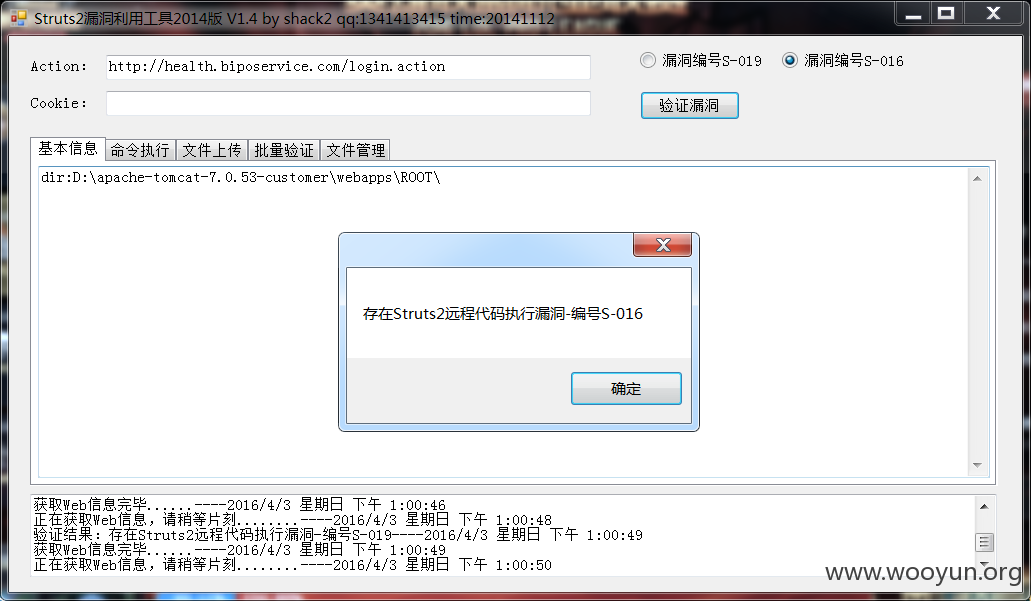 Struts2漏洞利用工具2014版 V1.4 by shack2 qq:1341413415 time:20141112
Action: http://health.biposervice.com/login.action
漏洞编号S-019 漏洞编号S-016
Cookie:
验证漏洞
基本信息 命令执行 文件上传 批量验证 文件管理
dir:D:\apache-tomcat-7.0.53-customer\webapps\ROOT\
存在Struts2远程代码执行漏洞-编号S-016
确定
获取Web信息完毕......----2016/4/3 星期日 下午 1:00:46
正在获取Web信息，请稍等片刻........----2016/4/3 星期日 下午 1:00:48
验证结果：存在Struts2远程代码执行漏洞-编号S-019----2016/4/3 星期日 下午 1:00:49
获取Web信息完毕......----2016/4/3 星期日 下午 1:00:49
正在获取Web信息，请稍等片刻........----2016/4/3 星期日 下午 1:00:50
www.wooyun.org